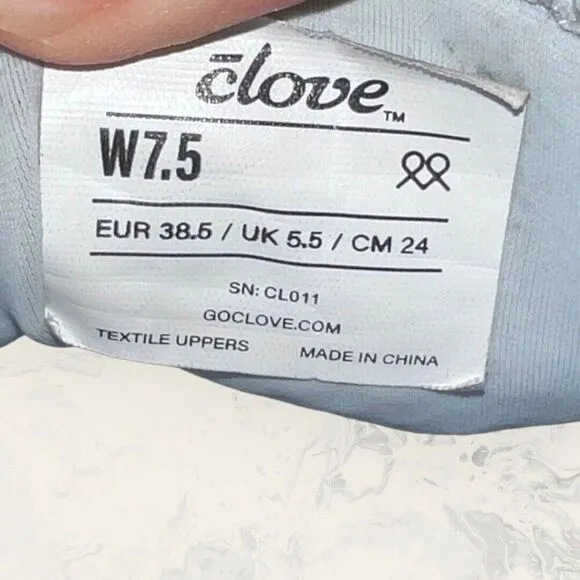 clove™
W7.5
EUR 38.5 / UK 5.5 / CM 24
SN: CL011
GOCLOVE.COM
TEXTILE UPPERS MADE IN CHINA